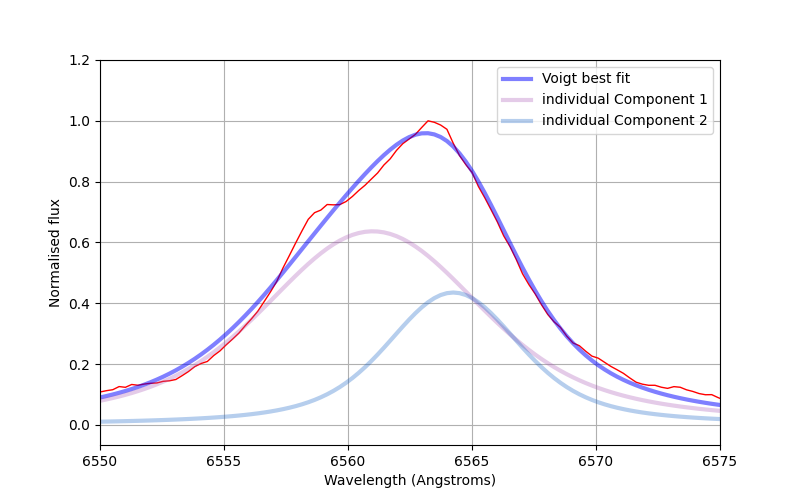 1.2
1.0
0.8
0.6
0.4
0.2
0.0
Normalised flux
Voigt best fit
individual Component 1
individual Component 2
6550 6555 6560 6565 6570 6575
Wavelength (Angstroms)